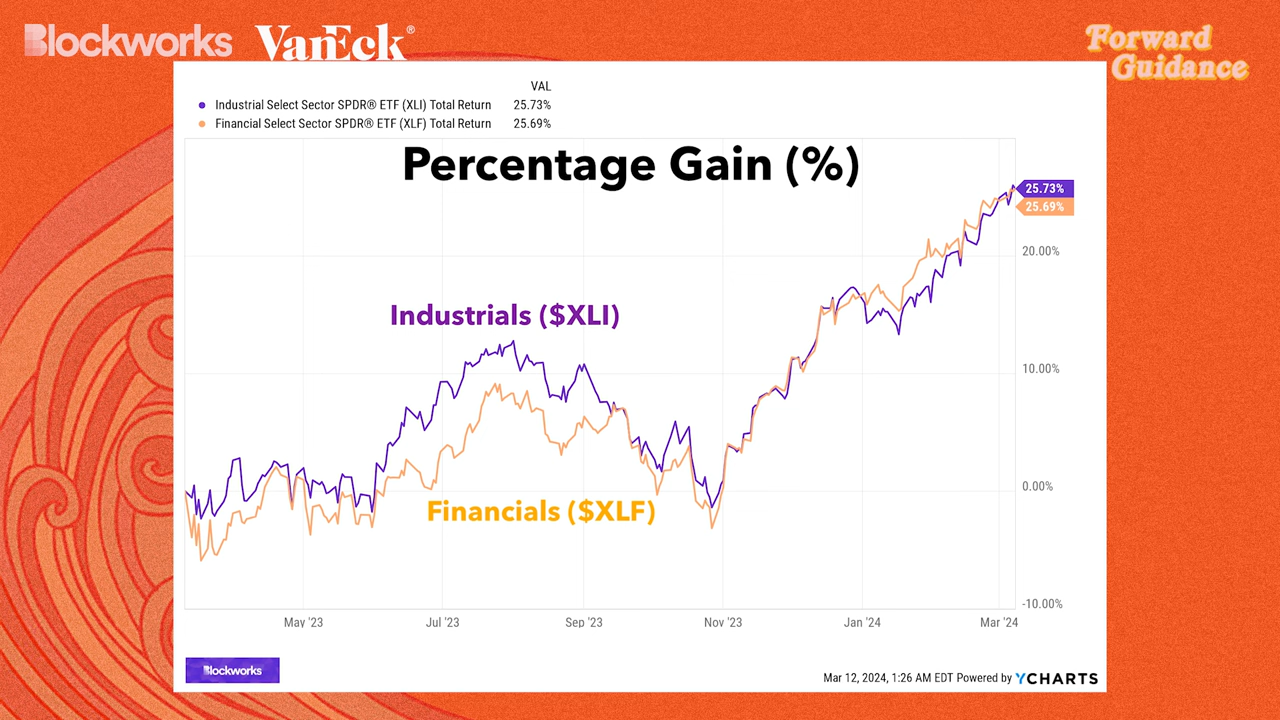 Blockworks
VanEck®
Forward
Guidance
VAL
Industrial Select Sector SPDR® ETF (XLI) Total Return 25.73%
Financial Select Sector SPDR® ETF (XLF) Total Return 25.69%
Percentage Gain (%)
25.73%
25.69%
20.00%
Industrials ($XLI)
10.00%
0.00%
Financials ($XLF)
-10.00%
May '23 Jul '23 Sep '23 Nov '23 Jan '24 Mar '24
Blockworks
Mar 12, 2024, 1:26 AM EDT Powered by YCHARTS